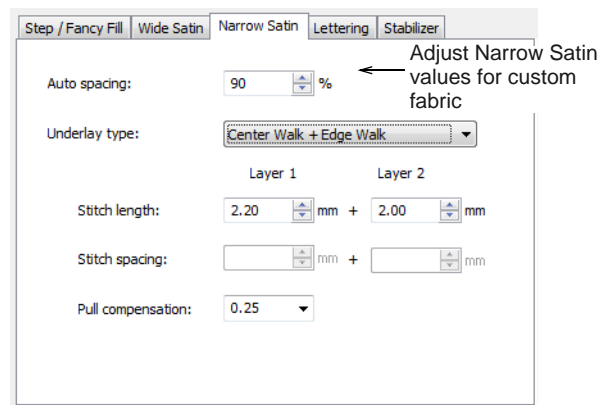 Step / Fancy Fill Wide Satin Narrow Satin Lettering Stabilizer
Adjust Narrow Satin
values for custom
fabric
Auto spacing: 90 %
Underlay type: Center Walk + Edge Walk
Layer 1 Layer 2
Stitch length: 2.20 mm + 2.00 mm
Stitch spacing: mm + mm
Pull compensation: 0.25